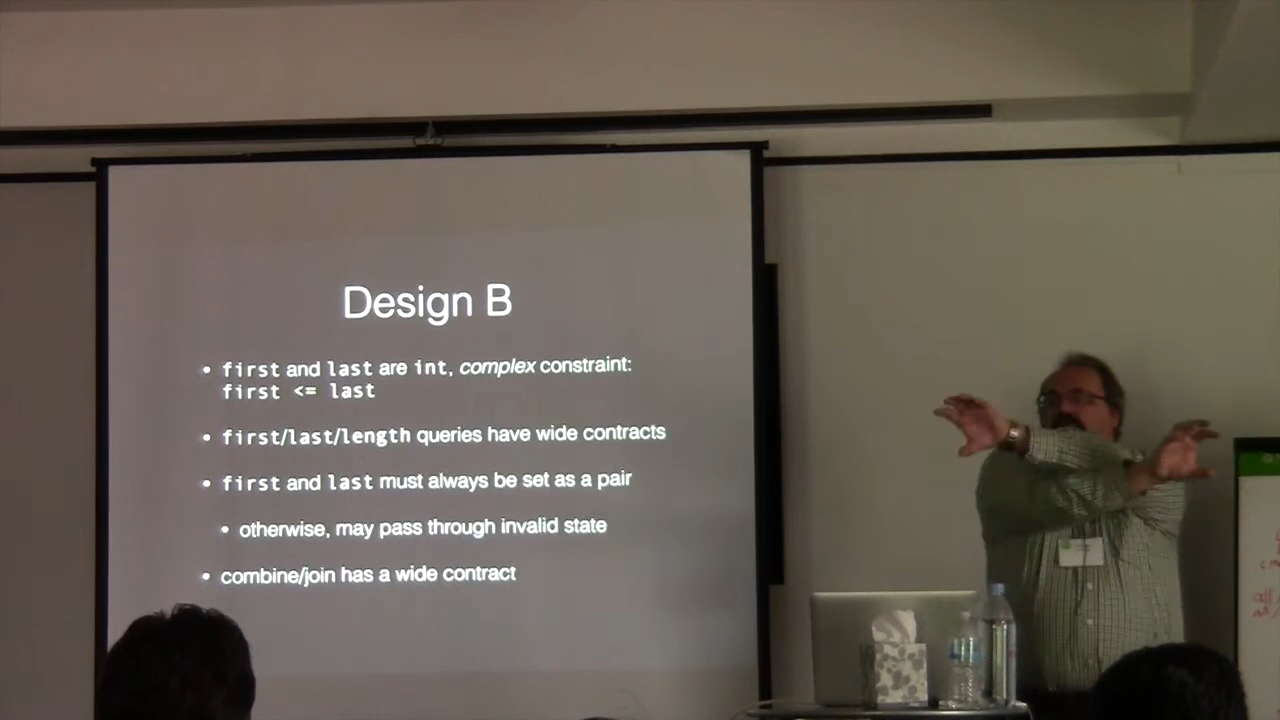 Design B
• first and last are int, complex constraint:
first <= last
• first/last/length queries have wide contracts
• first and last must always be set as a pair
• otherwise, may pass through invalid state
• combine/join has a wide contract